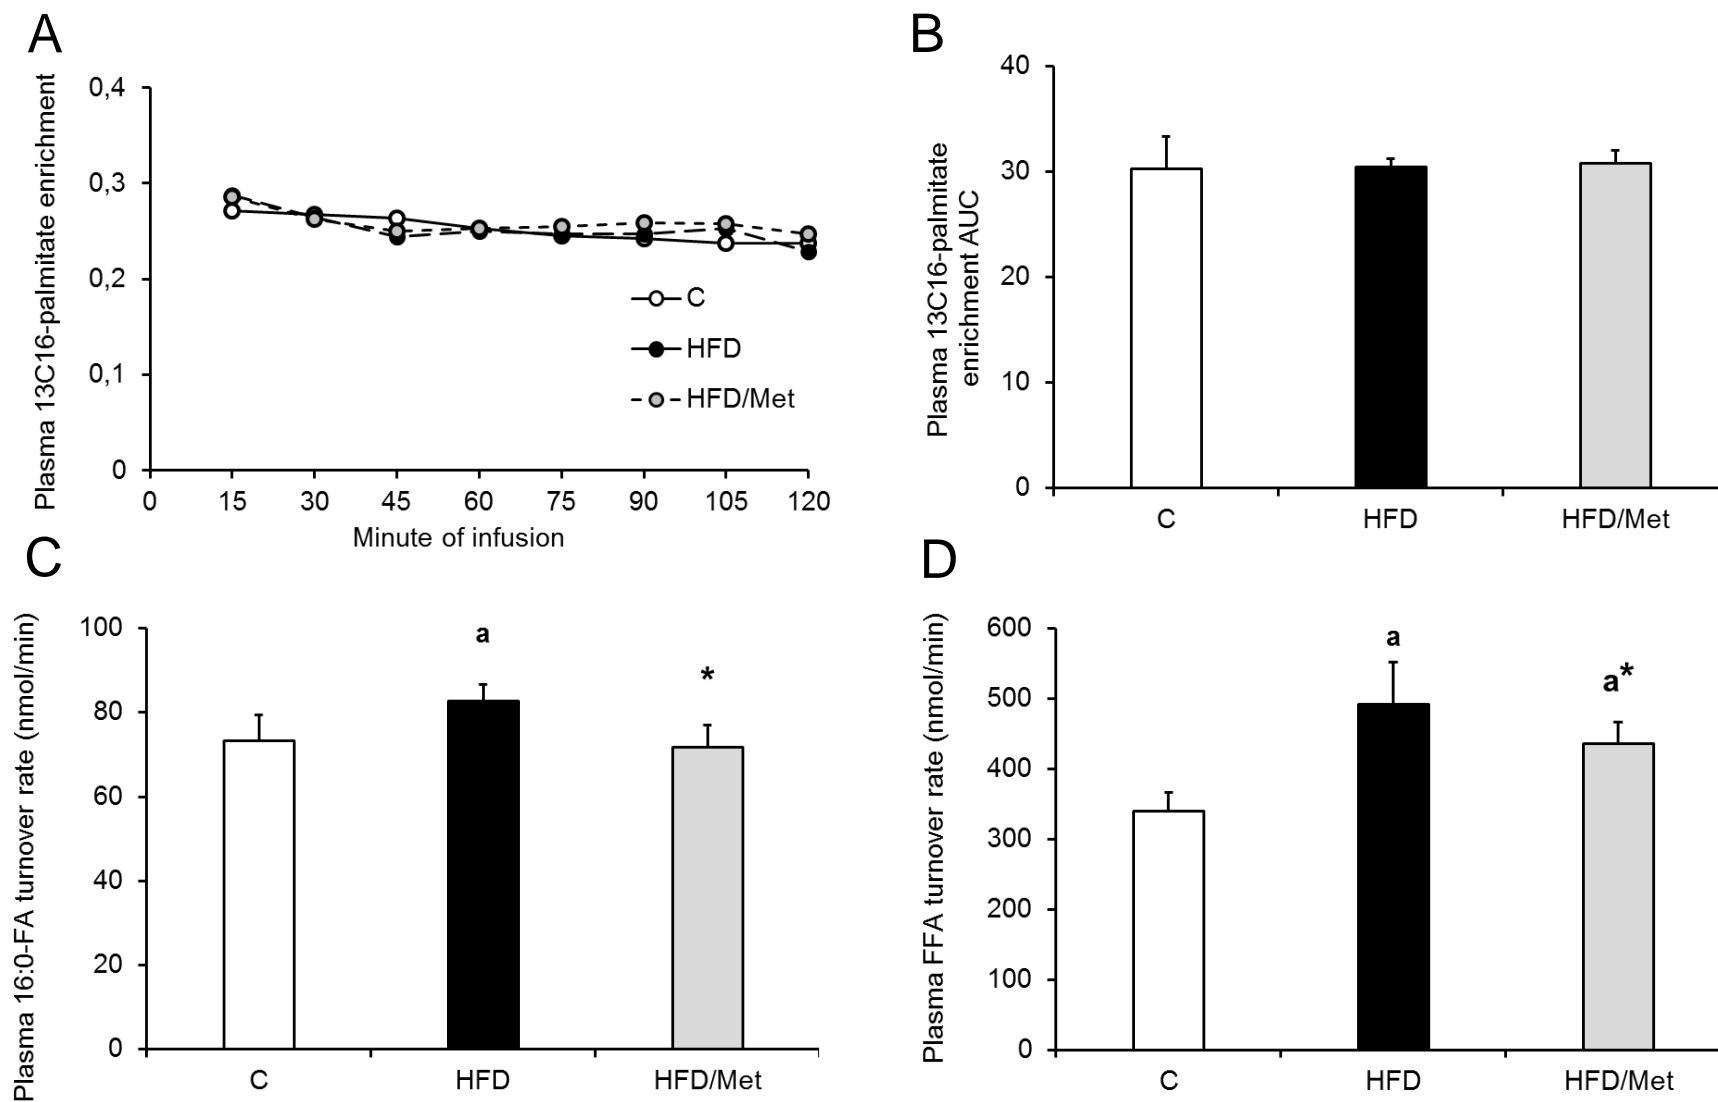 A
Plasma 13C16-palmitate enrichment
0,4
0,3
0,2
0,1
0
0 15 30 45 60 75 90 105 120
Minute of infusion
C
HFD
HFD/Met
B
Plasma 13C16-palmitate
enrichment AUC
40
30
20
10
0
C HFD HFD/Met
C
Plasma 16:0-FA turnover rate (nmol/min)
100
80
60
40
20
0
a
*
C HFD HFD/Met
D
Plasma FFA turnover rate (nmol/min)
600
500
400
300
200
100
0
a
a*
C HFD HFD/Met